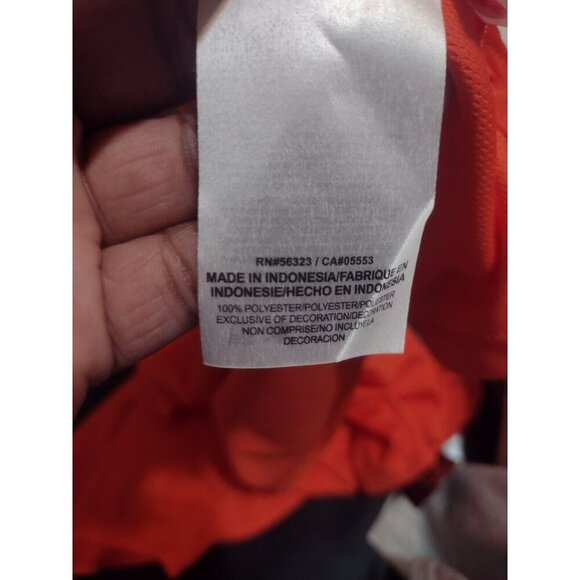 RN#56323 / CA#05553
MADE IN INDONESIA/FABRIQUE EN
INDONESIE/HECHO EN INDONESIA
100% POLYESTER/POLYESTER/POLIESTER
EXCLUSIVE OF DECORATION/DECORATION
NON COMPRISE/NO INCLUYE LA
DECORACION